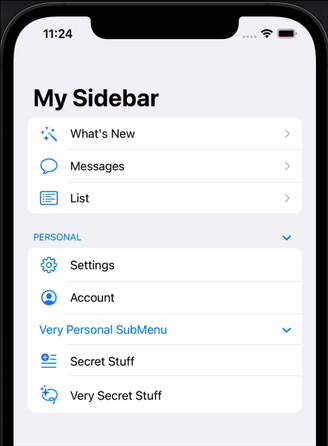 11:24
My Sidebar
What's New
Messages
List
PERSONAL
Settings
Account
Very Personal SubMenu
Secret Stuff
Very Secret Stuff